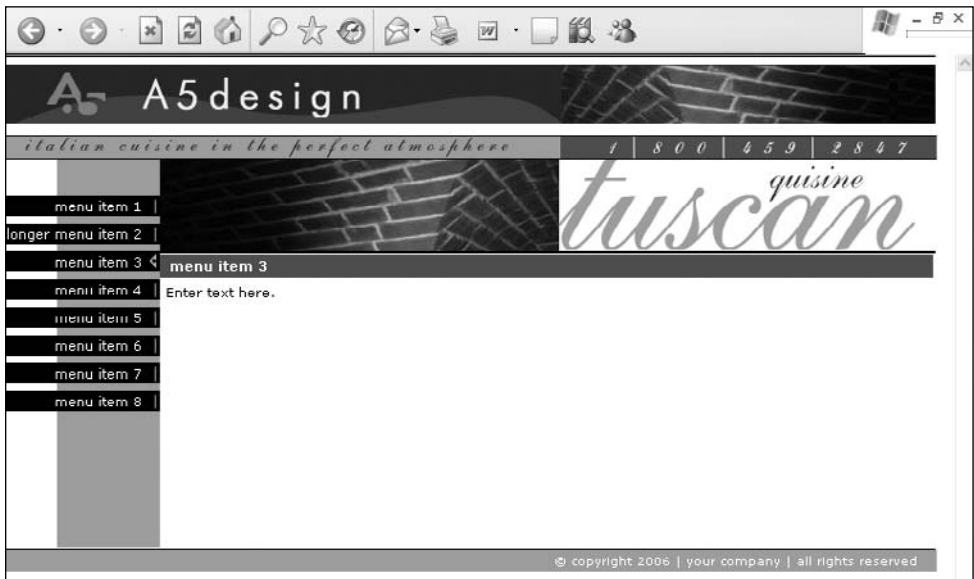 A5design
italian cuisine in the perfect atmosphere
1 | 800 | 459 | 2847
quisine
tuscan
menu item 1 |
longer menu item 2 |
menu item 3
menu item 4 |
menu item 5 |
menu item 6 |
menu item 7 |
menu item 8 |
menu item 3
Enter text here.
© copyright 2006 | your company | all rights reserved